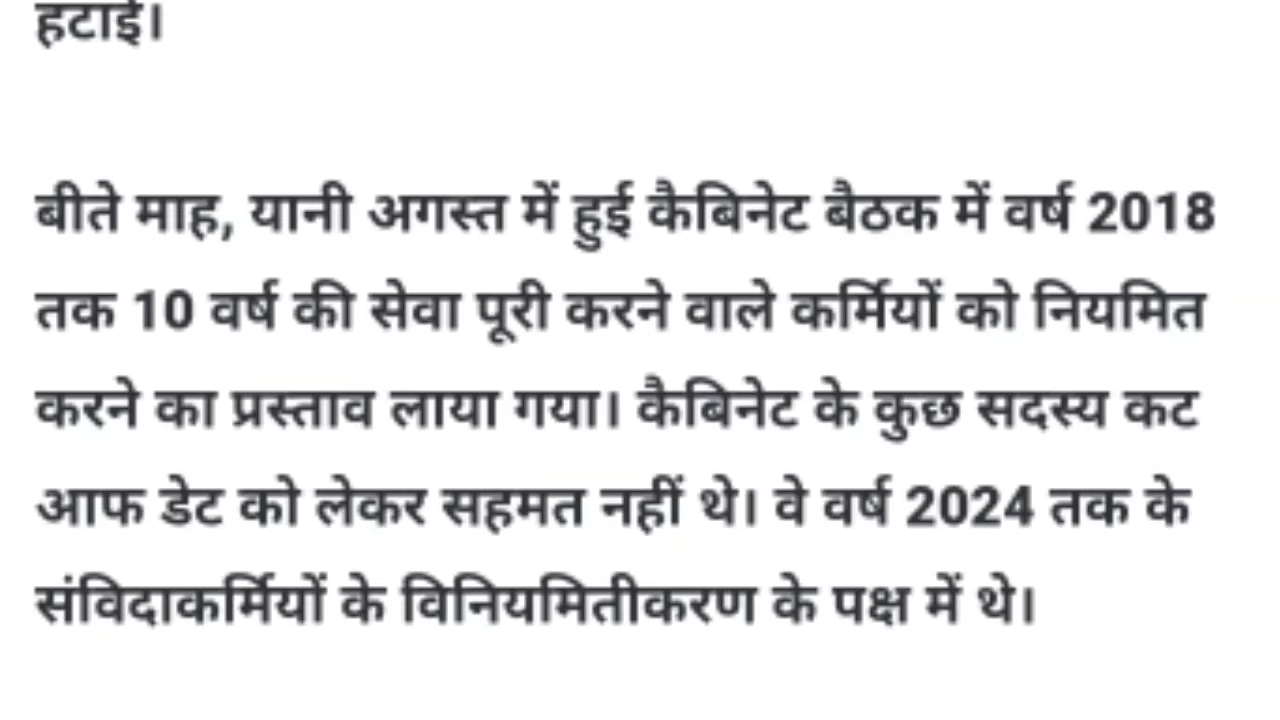 हटाई।
बीते माह, यानी अगस्त में हुई कैबिनेट बैठक में वर्ष 2018
तक 10 वर्ष की सेवा पूरी करने वाले कर्मियों को नियमित
करने का प्रस्ताव लाया गया। कैबिनेट के कुछ सदस्य कट
आफ डेट को लेकर सहमत नहीं थे। वे वर्ष 2024 तक के
संविदाकर्मियों के विनियमितीकरण के पक्ष में थे।